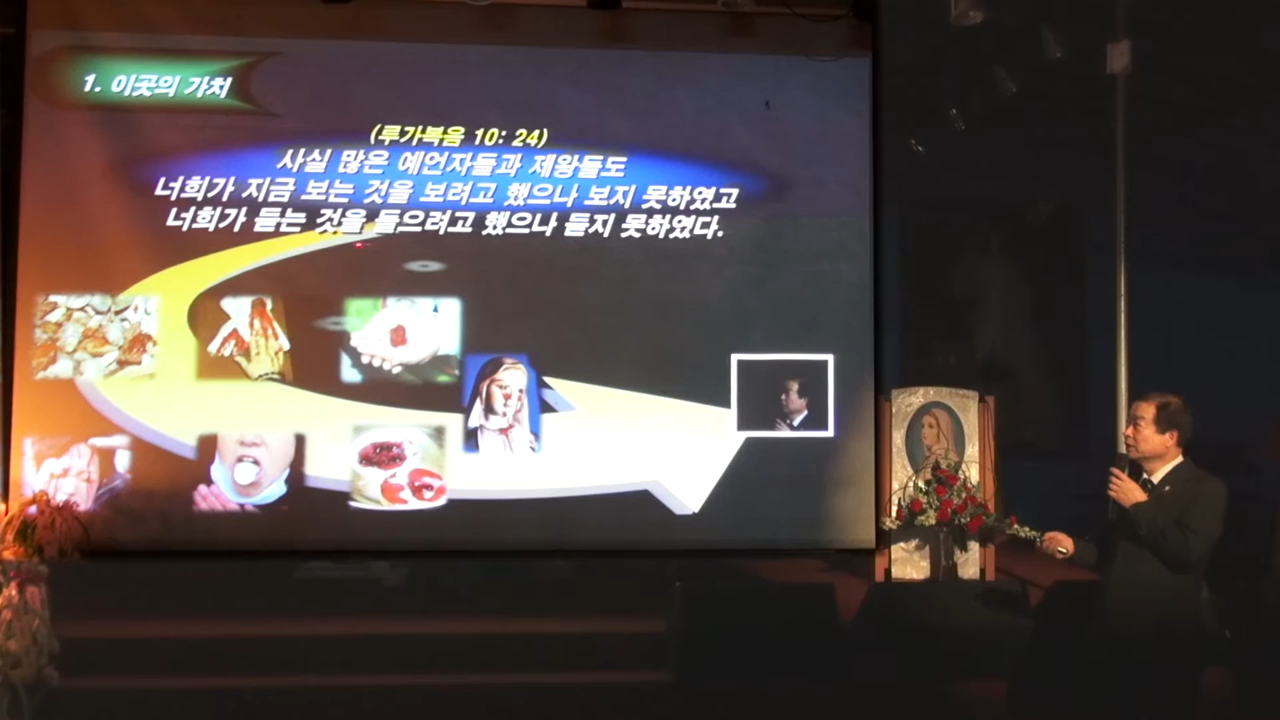 1. 이곳의 가치
(루가복음 10: 24)
사실 많은 예언자들과 제왕들도
너희가 지금 보는 것을 보려고 했으나 보지 못하였고
너희가 듣는 것을 들으려고 했으나 듣지 못하였다.